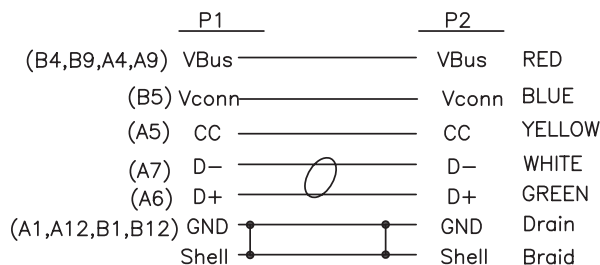 P1 P2
(B4,B9,A4,A9) VBus VBus RED
(B5) Vconn Vconn BLUE
(A5) CC CC YELLOW
(A7) D− D− WHITE
(A6) D+ D+ GREEN
(A1,A12,B1,B12) GND GND Drain
Shell Shell Braid